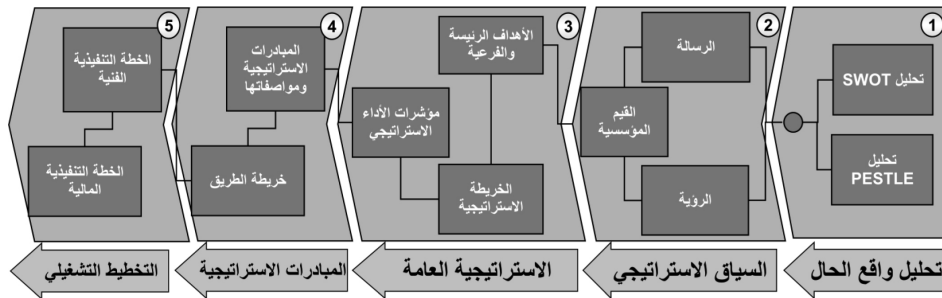 1
تحليل SWOT
تحليل
PESTLE
تحليل واقع الحال
2
الرسالة
القيم
المؤسسية
الرؤية
السياق الاستراتيجي
3
الأهداف الرئيسة
والفرعية
مؤشرات الأداء
الاستراتيجي
الخريطة
الاستراتيجية
الاستراتيجية العامة
4
المبادرات
الاستراتيجية
ومواصفاتها
خريطة الطريق
المبادرات الاستراتيجية
5
الخطة التنفيذية
الفنية
الخطة التنفيذية
المالية
التخطيط التشغيلي